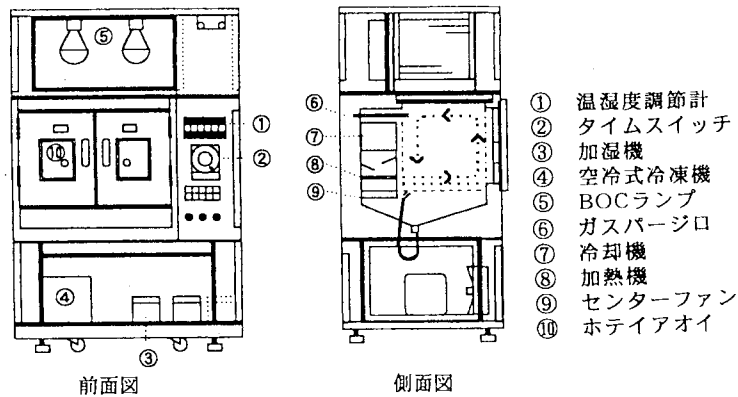 ⑤
⑩
①
②
④
③
前面図
⑥
⑦
⑧
⑨
側面図
① 温湿度調節計
② タイムスイッチ
③ 加湿機
④ 空冷式冷凍機
⑤ BOCランプ
⑥ ガスパージ口
⑦ 冷却機
⑧ 加熱機
⑨ センターファン
⑩ ホテイアオイ